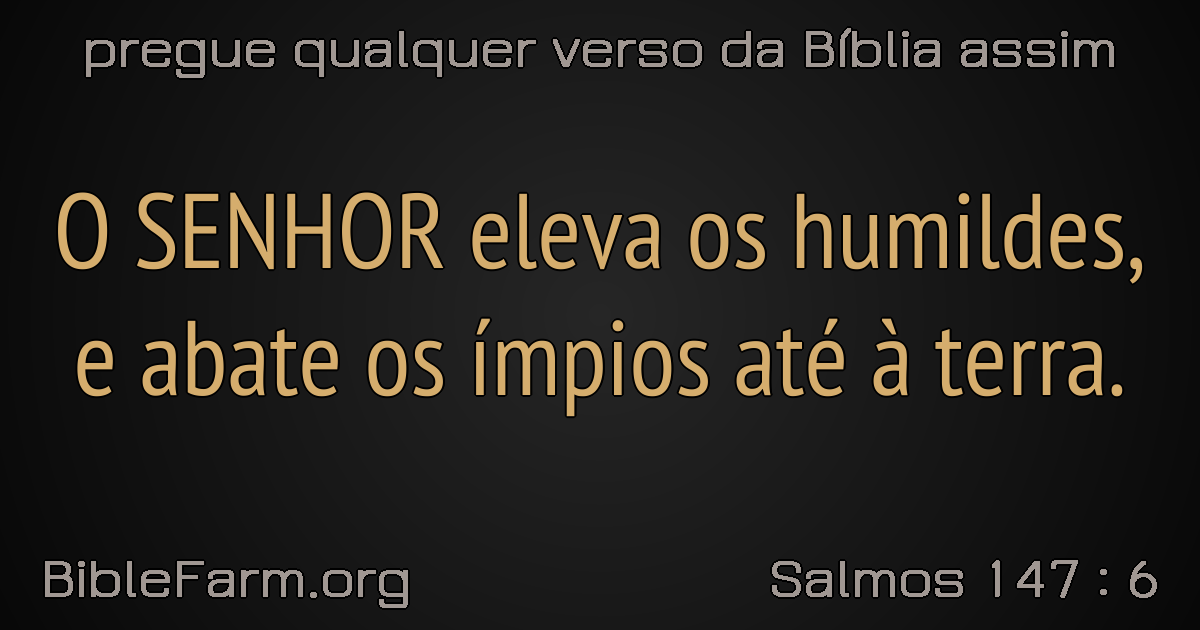 pregue qualquer verso da Bíblia assim
O SENHOR eleva os humildes,
e abate os ímpios até à terra.
BibleFarm.org
Salmos 147 : 6